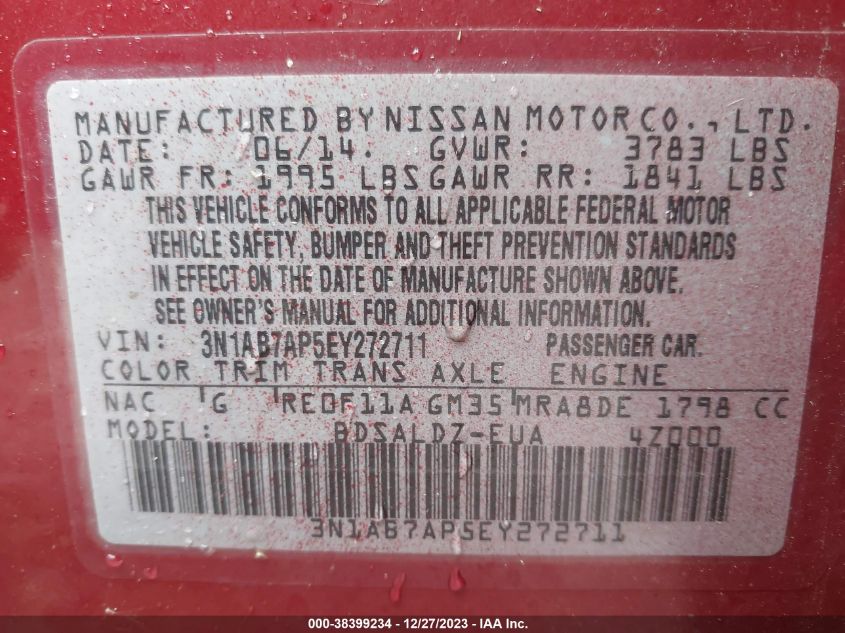 MANUFACTURED BY NISSAN MOTOR CO., LTD.
DATE: 06/14. GVWR: 3783 LBS
GAWR FR: 1995 LBS GAWR RR: 1841 LBS
THIS VEHICLE CONFORMS TO ALL APPLICABLE FEDERAL MOTOR
VEHICLE SAFETY, BUMPER AND THEFT PREVENTION STANDARDS
IN EFFECT ON THE DATE OF MANUFACTURE SHOWN ABOVE.
SEE OWNER'S MANUAL FOR ADDITIONAL INFORMATION.
VIN: 3N1AB7AP5EY272711 PASSENGER CAR.
COLOR TRIM TRANS AXLE ENGINE
NAC G RE0F11A GM35 MRA8DE 1798 CC
MODEL: BDSALDZ-EUA 4Z000
3N1AB7AP5EY272711
000-38399234 - 12/27/2023 - IAA Inc.